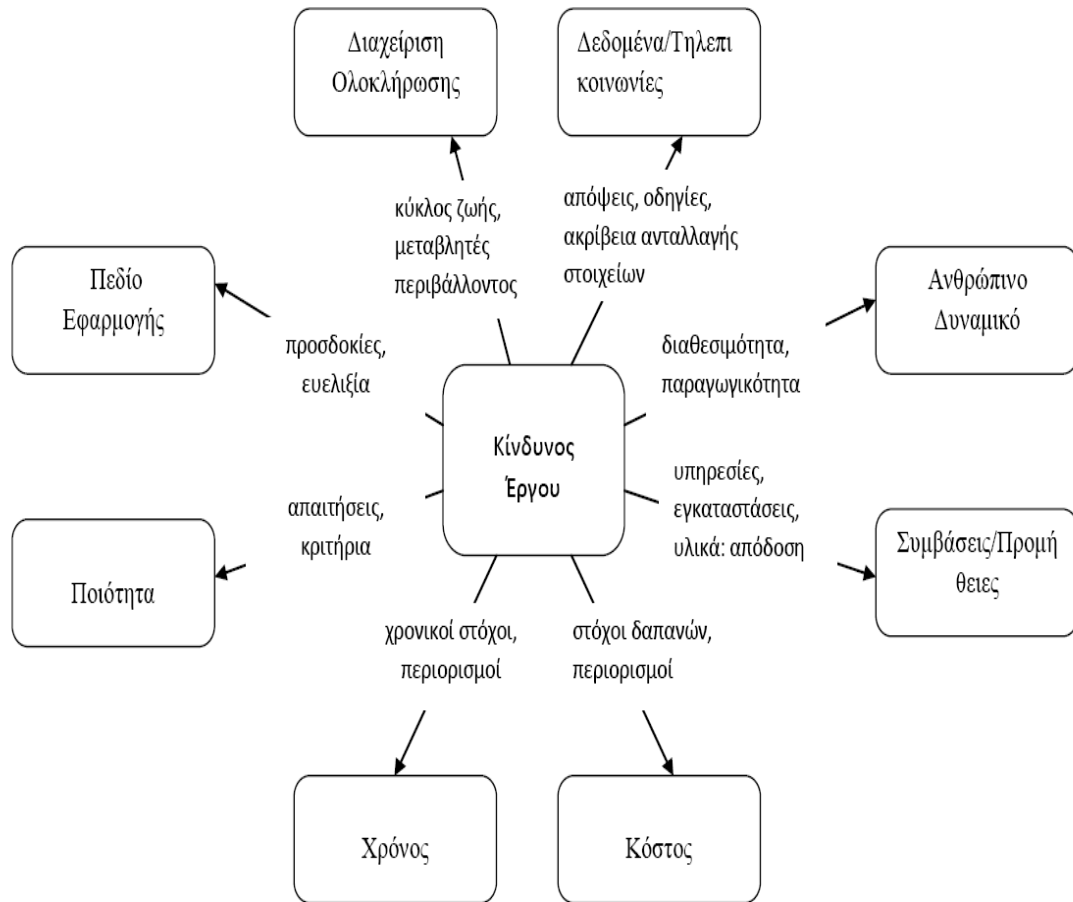 Διαχείριση
Ολοκλήρωσης
Δεδομένα/Τηλεπι
κοινωνίες
κύκλος ζωής,
μεταβλητές
περιβάλλοντος
απόψεις, οδηγίες,
ακρίβεια ανταλλαγής
στοιχείων
Πεδίο
Εφαρμογής
Ανθρώπινο
Δυναμικό
προσδοκίες,
ευελιξία
διαθεσιμότητα,
παραγωγικότητα
Κίνδυνος
Έργου
απαιτήσεις,
κριτήρια
υπηρεσίες,
εγκαταστάσεις,
υλικά: απόδοση
Ποιότητα
Συμβάσεις/Προμή
θειες
χρονικοί στόχοι,
περιορισμοί
στόχοι δαπανών,
περιορισμοί
Χρόνος
Κόστος